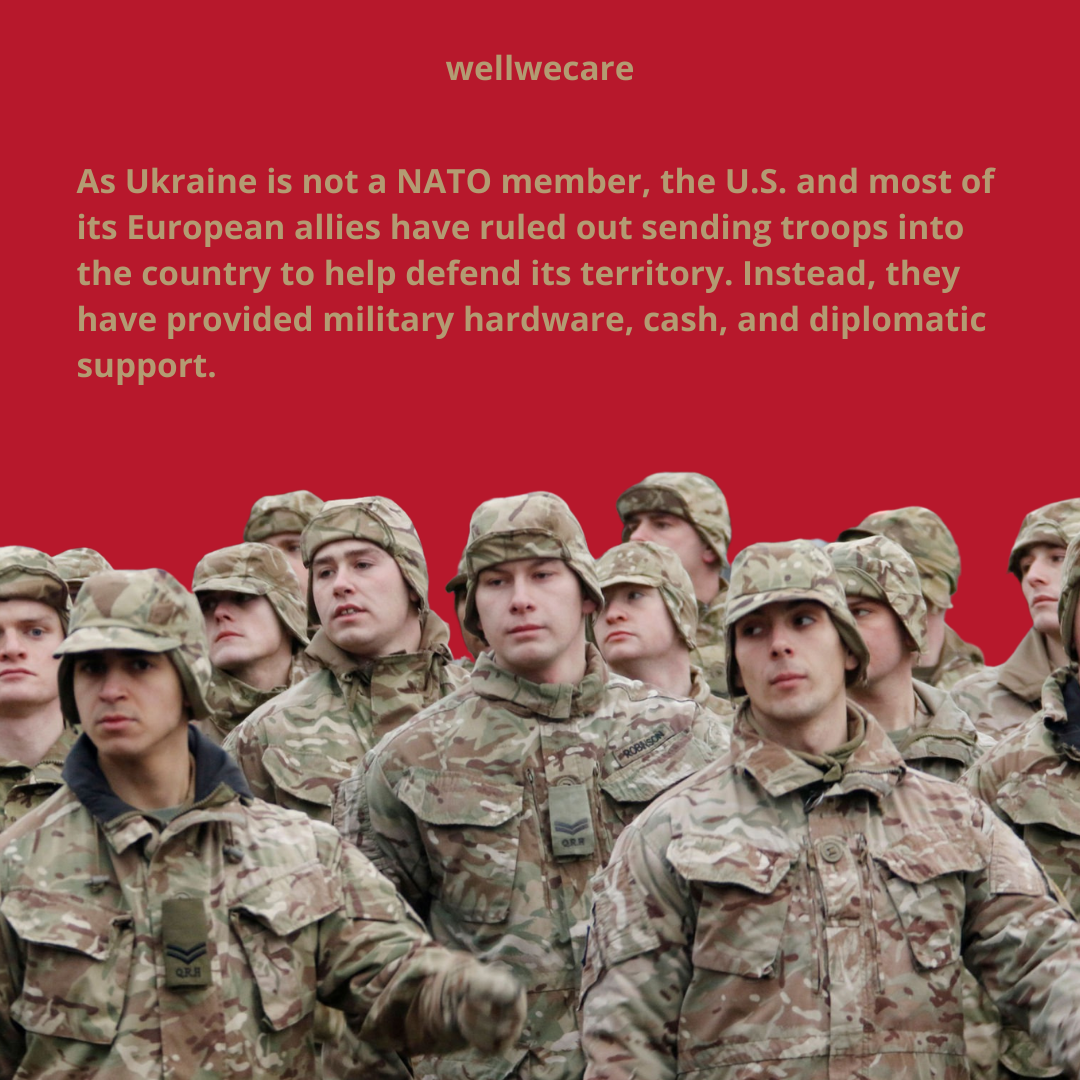 wellwecare
As Ukraine is not a NATO member, the U.S. and most of
its European allies have ruled out sending troops into
the country to help defend its territory. Instead, they
have provided military hardware, cash, and diplomatic
support.
ROBINSON
Q.R.H
Q.R.H